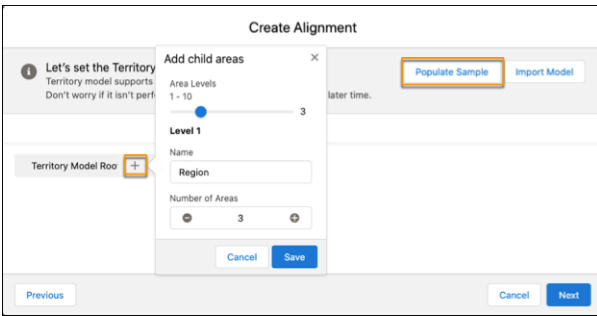 Create Alignment
Let's set the Territory
Territory model supports
Don't worry if it isn't perf
later time.
Populate Sample
Import Model
Add child areas
Area Levels
1 - 10
3
Level 1
Name
Region
Number of Areas
3
Cancel
Save
Territory Model Roo
Previous
Cancel
Next